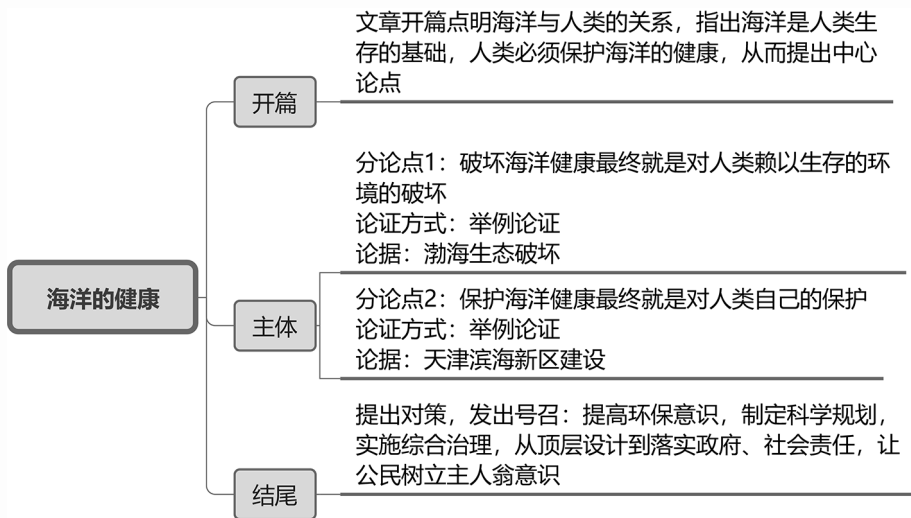 文章开篇点明海洋与人类的关系，指出海洋是人类生
存的基础，人类必须保护海洋的健康，从而提出中心
论点
开篇
分论点1：破坏海洋健康最终就是对人类赖以生存的环
境的破坏
论证方式：举例论证
论据：渤海生态破坏
海洋的健康
主体
分论点2：保护海洋健康最终就是对人类自己的保护
论证方式：举例论证
论据：天津滨海新区建设
提出对策，发出号召：提高环保意识，制定科学规划，
实施综合治理，从顶层设计到落实政府、社会责任，让
公民树立主人翁意识
结尾